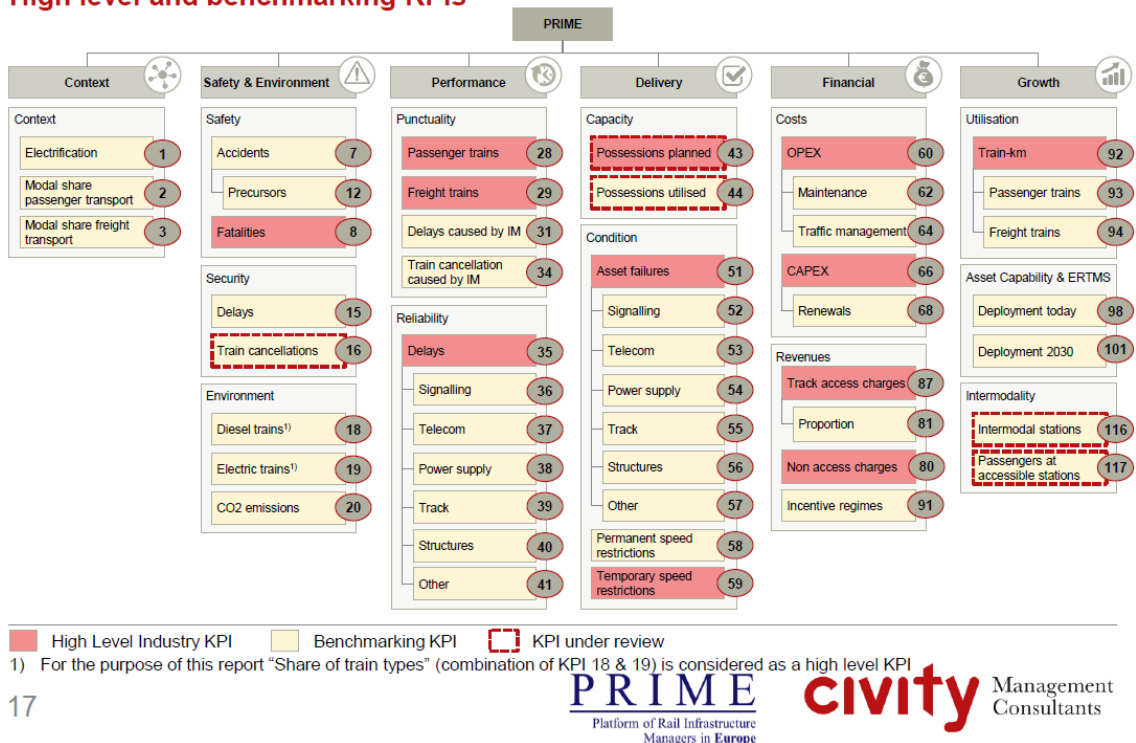 High level and benchmarking KPIs
PRIME
Context
Context
Electrification 1
Modal share
passenger transport 2
Modal share freight
transport 3
Safety & Environment
Safety
Accidents 7
Precursors 12
Fatalities 8
Security
Delays 15
Train cancellations 16
Environment
Diesel trains1) 18
Electric trains1) 19
CO2 emissions 20
Performance
Punctuality
Passenger trains 28
Freight trains 29
Delays caused by IM 31
Train cancellation
caused by IM 34
Reliability
Delays 35
Signalling 36
Telecom 37
Power supply 38
Track 39
Structures 40
Other 41
Delivery
Capacity
Possessions planned 43
Possessions utilised 44
Condition
Asset failures 51
Signalling 52
Telecom 53
Power supply 54
Track 55
Structures 56
Other 57
Permanent speed
restrictions 58
Temporary speed
restrictions 59
Financial
Costs
OPEX 60
Maintenance 62
Traffic management 64
CAPEX 66
Renewals 68
Revenues
Track access charges 87
Proportion 81
Non access charges 80
Incentive regimes 91
Growth
Utilisation
Train-km 92
Passenger trains 93
Freight trains 94
Asset Capability & ERTMS
Deployment today 98
Deployment 2030 101
Intermodality
Intermodal stations 116
Passengers at
accessible stations 117
High Level Industry KPI
Benchmarking KPI
KPI under review
1) For the purpose of this report “Share of train types” (combination of KPI 18 & 19) is considered as a high level KPI
17
PRIME
Platform of Rail Infrastructure
Managers in Europe
civity
Management
Consultants